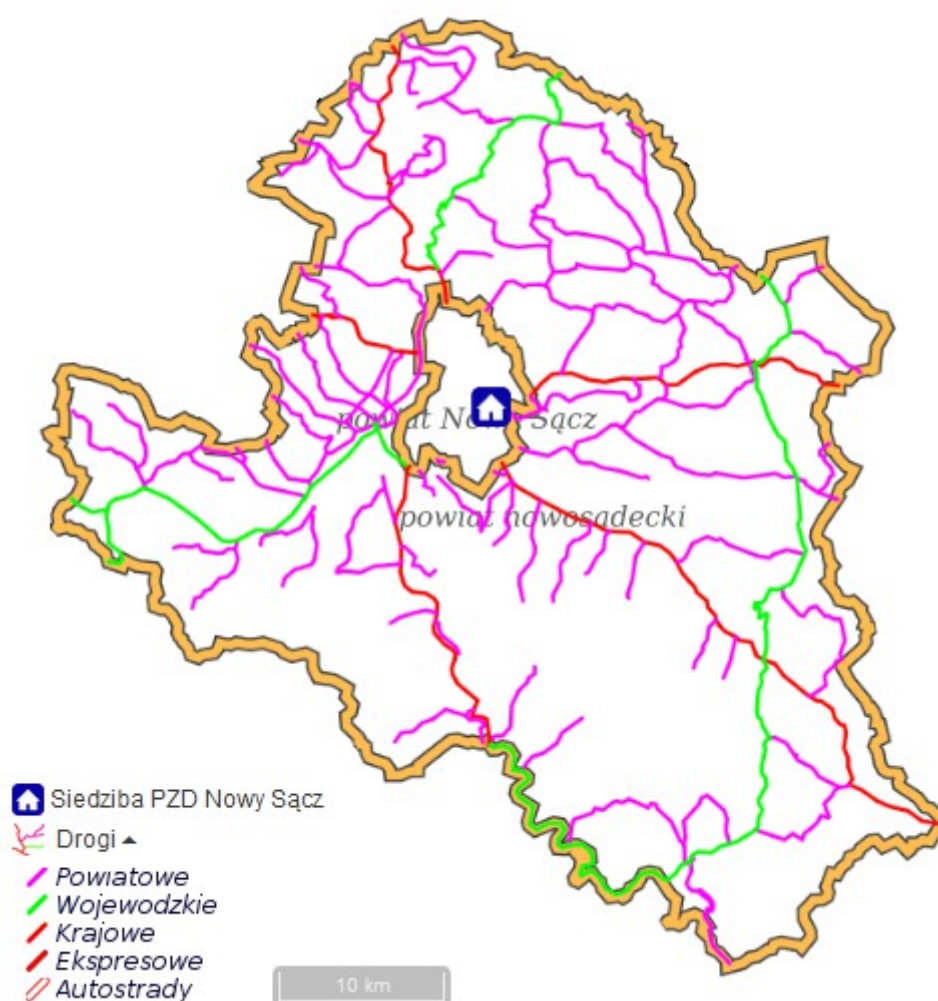 powiat Nowy Sącz
powiat nowosądecki
Siedziba PZD Nowy Sącz
Drogi
Powiatowe
Wojewodzkie
Krajowe
Ekspresowe
Autostrady
10 km